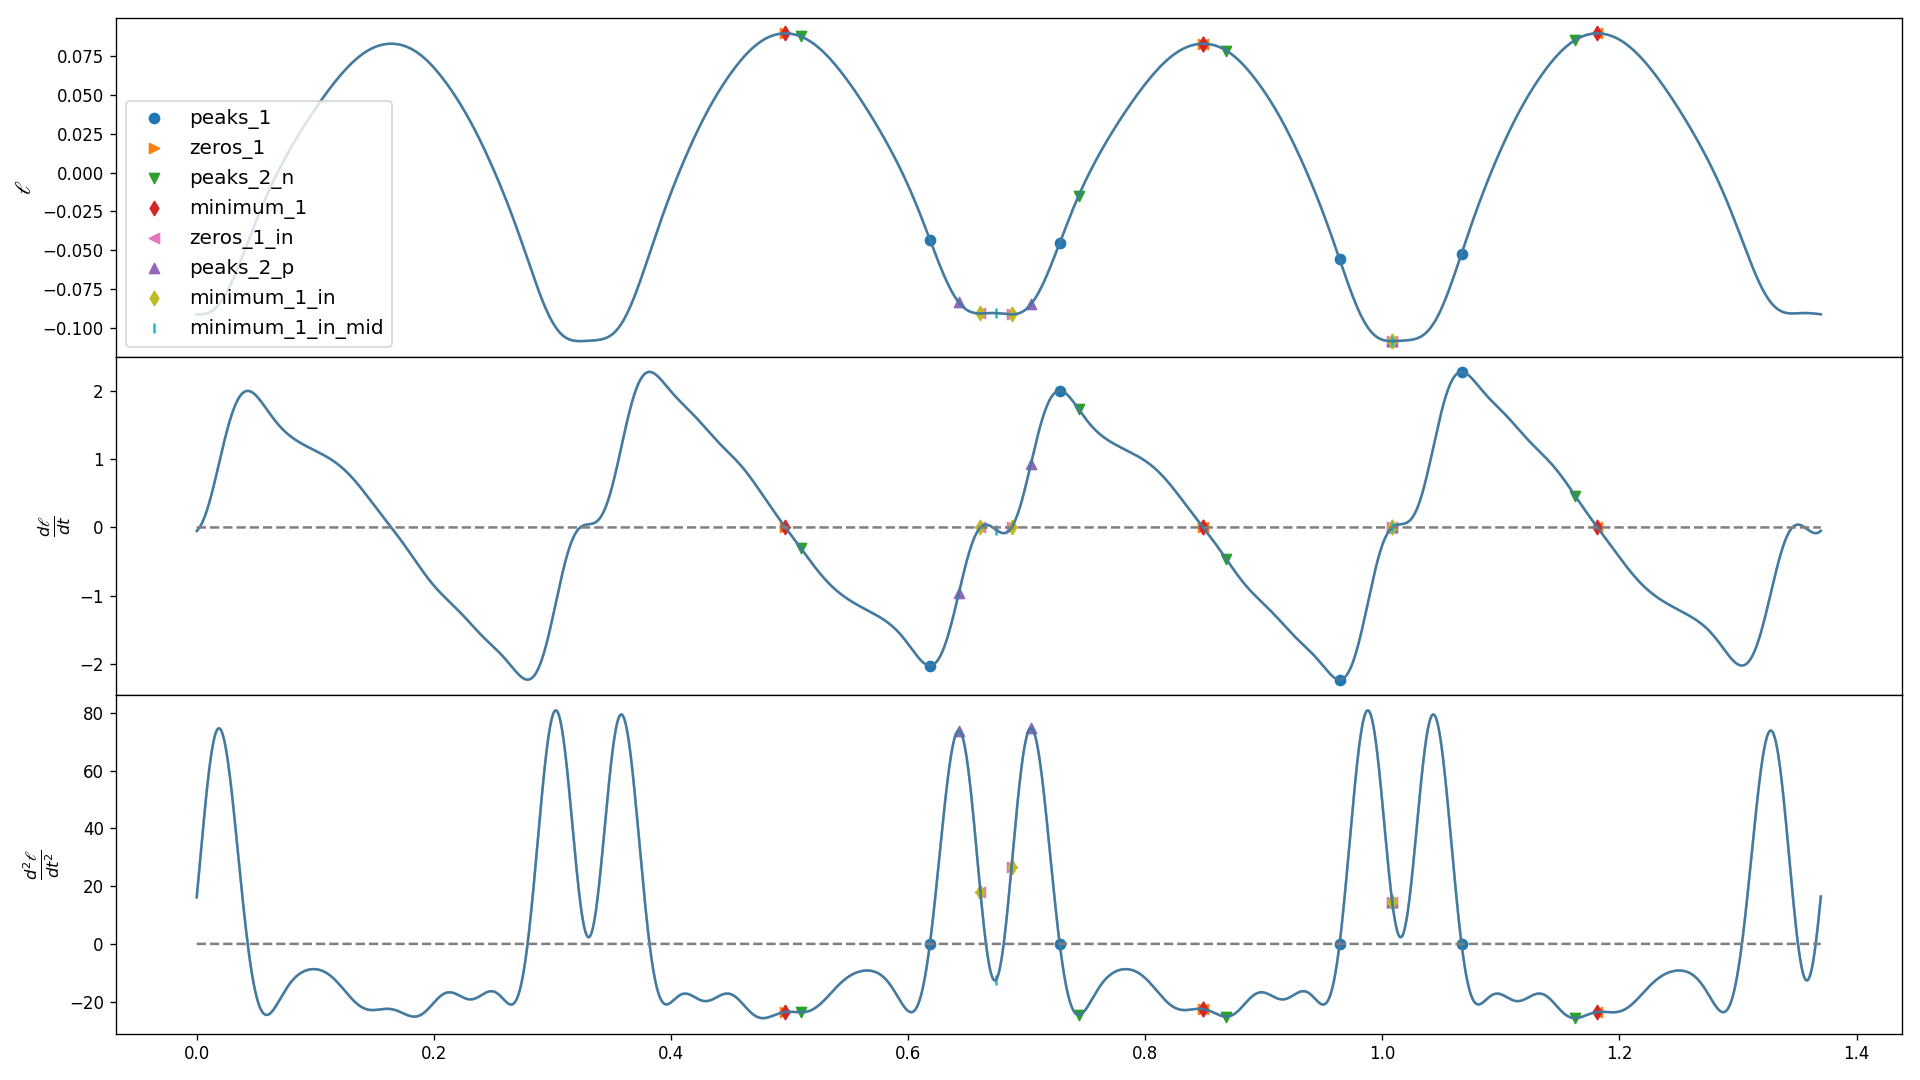 0.075
0.050
0.025
0.000
−0.025
−0.050
−0.075
−0.100
ℓ
peaks_1
zeros_1
peaks_2_n
minimum_1
zeros_1_in
peaks_2_p
minimum_1_in
minimum_1_in_mid
2
1
0
−1
−2
dℓ
dt
80
60
40
20
0
−20
d²ℓ
dt²
0.0 0.2 0.4 0.6 0.8 1.0 1.2 1.4